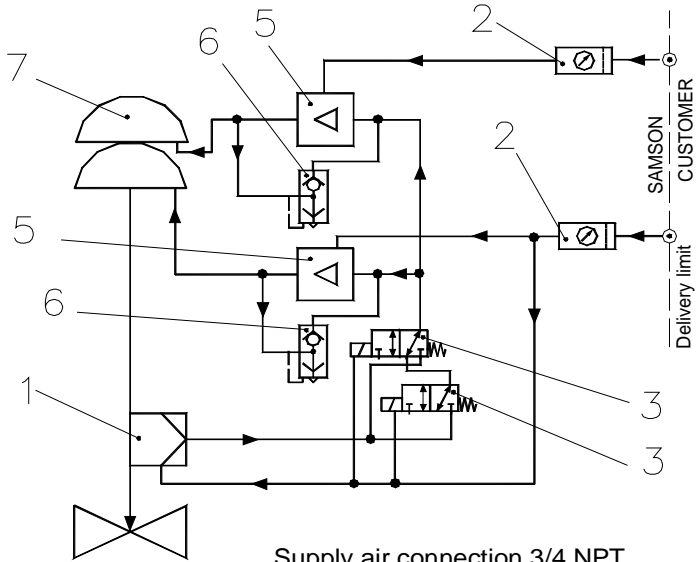 5
2
6
7
SAMSON
CUSTOMER
Delivery limit
2
5
6
1
3
3
Supply air connection 3/4 NPT